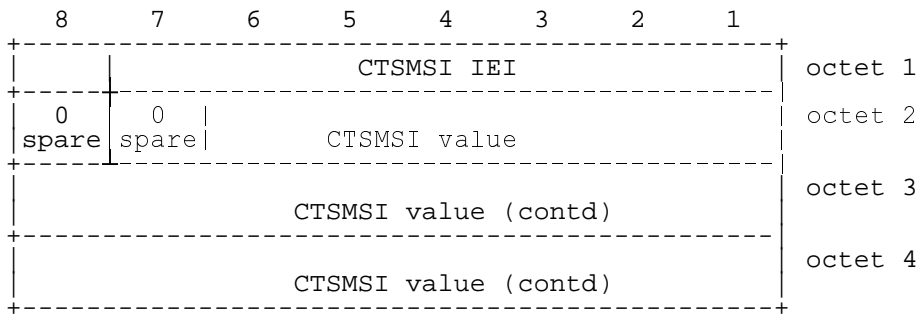 8 7 6 5 4 3 2 1
CTSMSI IEI octet 1
0 0 octet 2
spare spare CTSMSI value
octet 3
CTSMSI value (contd)
octet 4
CTSMSI value (contd)